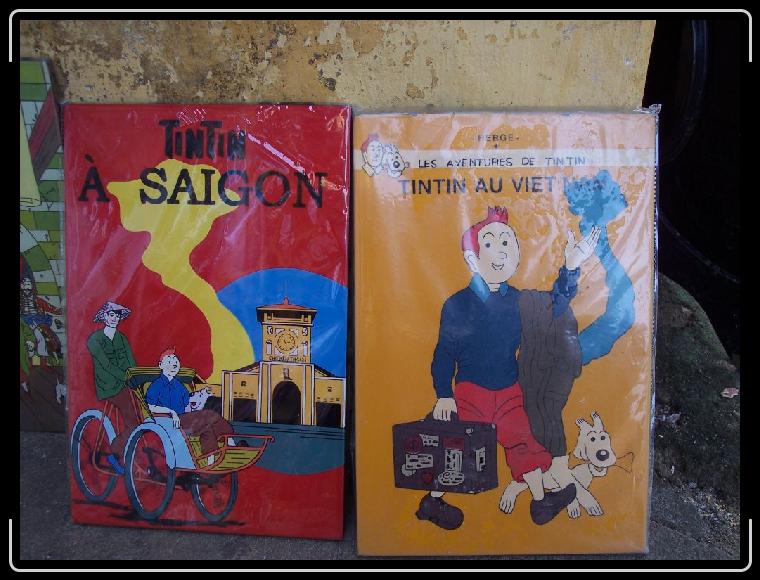 TINTIN
À SAIGON
-HERGE-
LES AVENTURES DE TINTIN
TINTIN AU VIET NAM